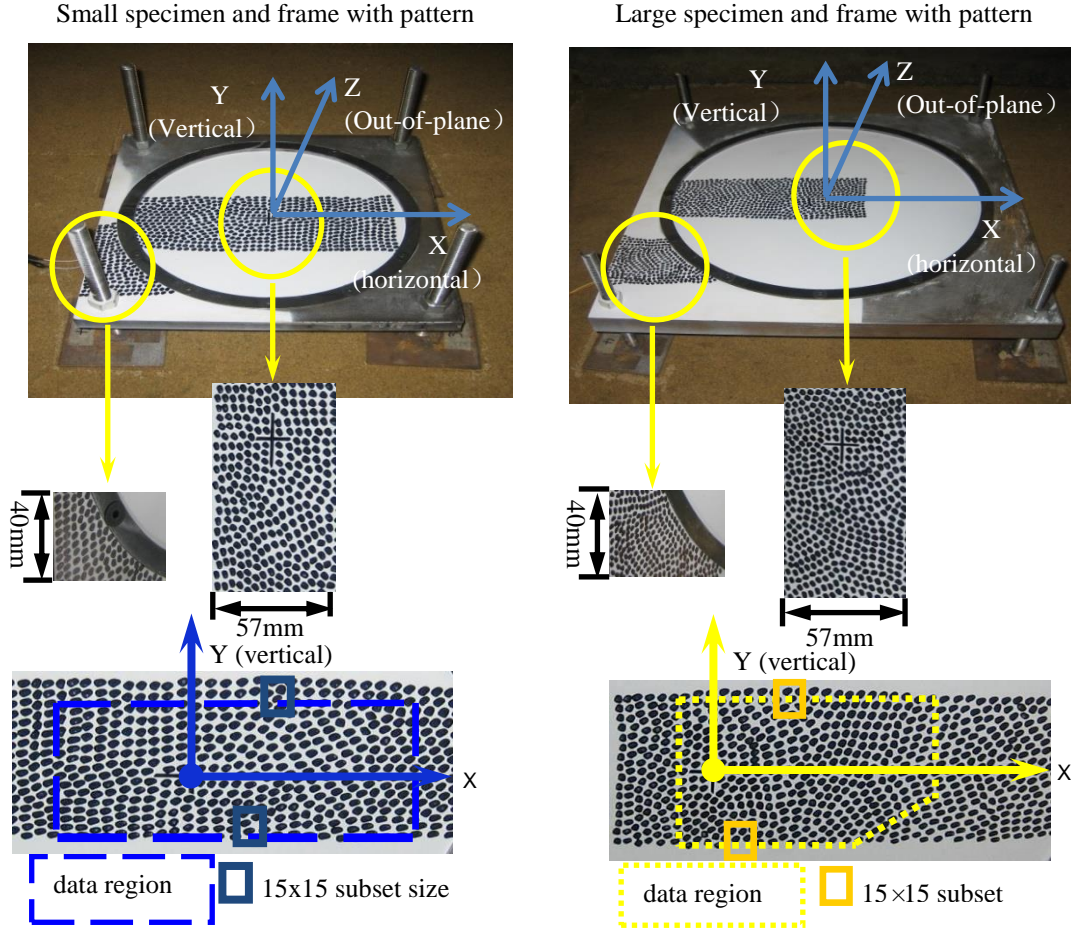 Small specimen and frame with pattern
Y
(Vertical）
Z
(Out-of-plane）
X
(horizontal）
40mm
57mm
Y (vertical)
X
data region
15x15 subset size
Large specimen and frame with pattern
Y
(Vertical）
Z
(Out-of-plane）
X
(horizontal）
40mm
57mm
Y (vertical)
X
data region
15×15 subset